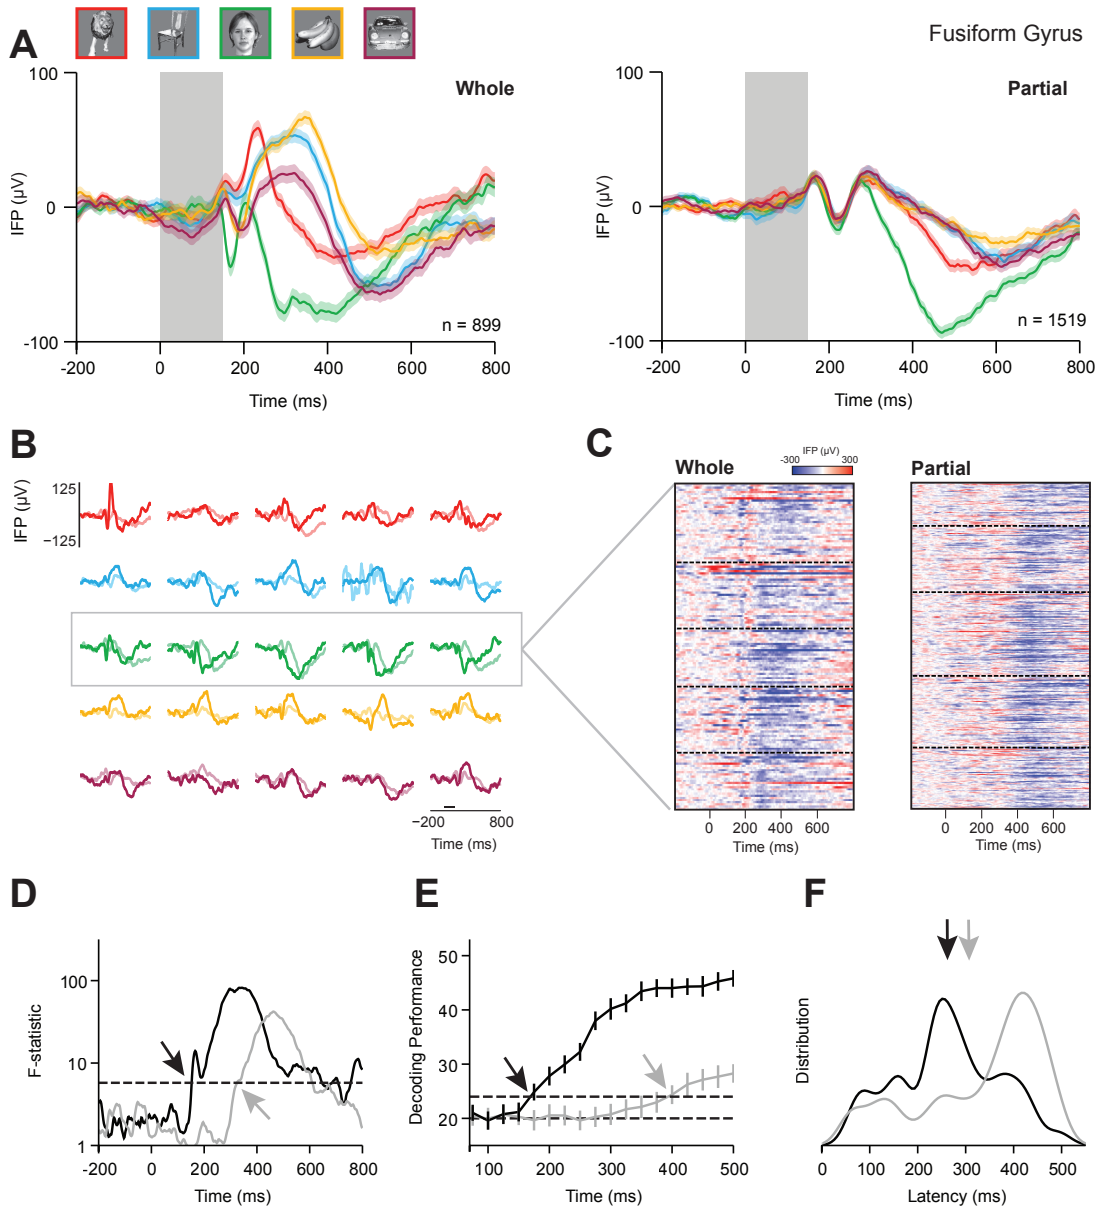 A
Fusiform Gyrus
Whole
100
0
-100
IFP (µV)
n = 899
-200 0 200 400 600 800
Time (ms)
Partial
100
0
-100
IFP (µV)
n = 1519
-200 0 200 400 600 800
Time (ms)
B
125
−125
IFP (µV)
−200 800
Time (ms)
C
IFP (µV)
-300 300
Whole
Partial
0 200 400 600
Time (ms)
0 200 400 600
Time (ms)
D
F-statistic
100
10
1
-200 0 200 400 600 800
Time (ms)
E
Decoding Performance
50
40
30
20
100 200 300 400 500
Time (ms)
F
Distribution
0 100 200 300 400 500
Latency (ms)